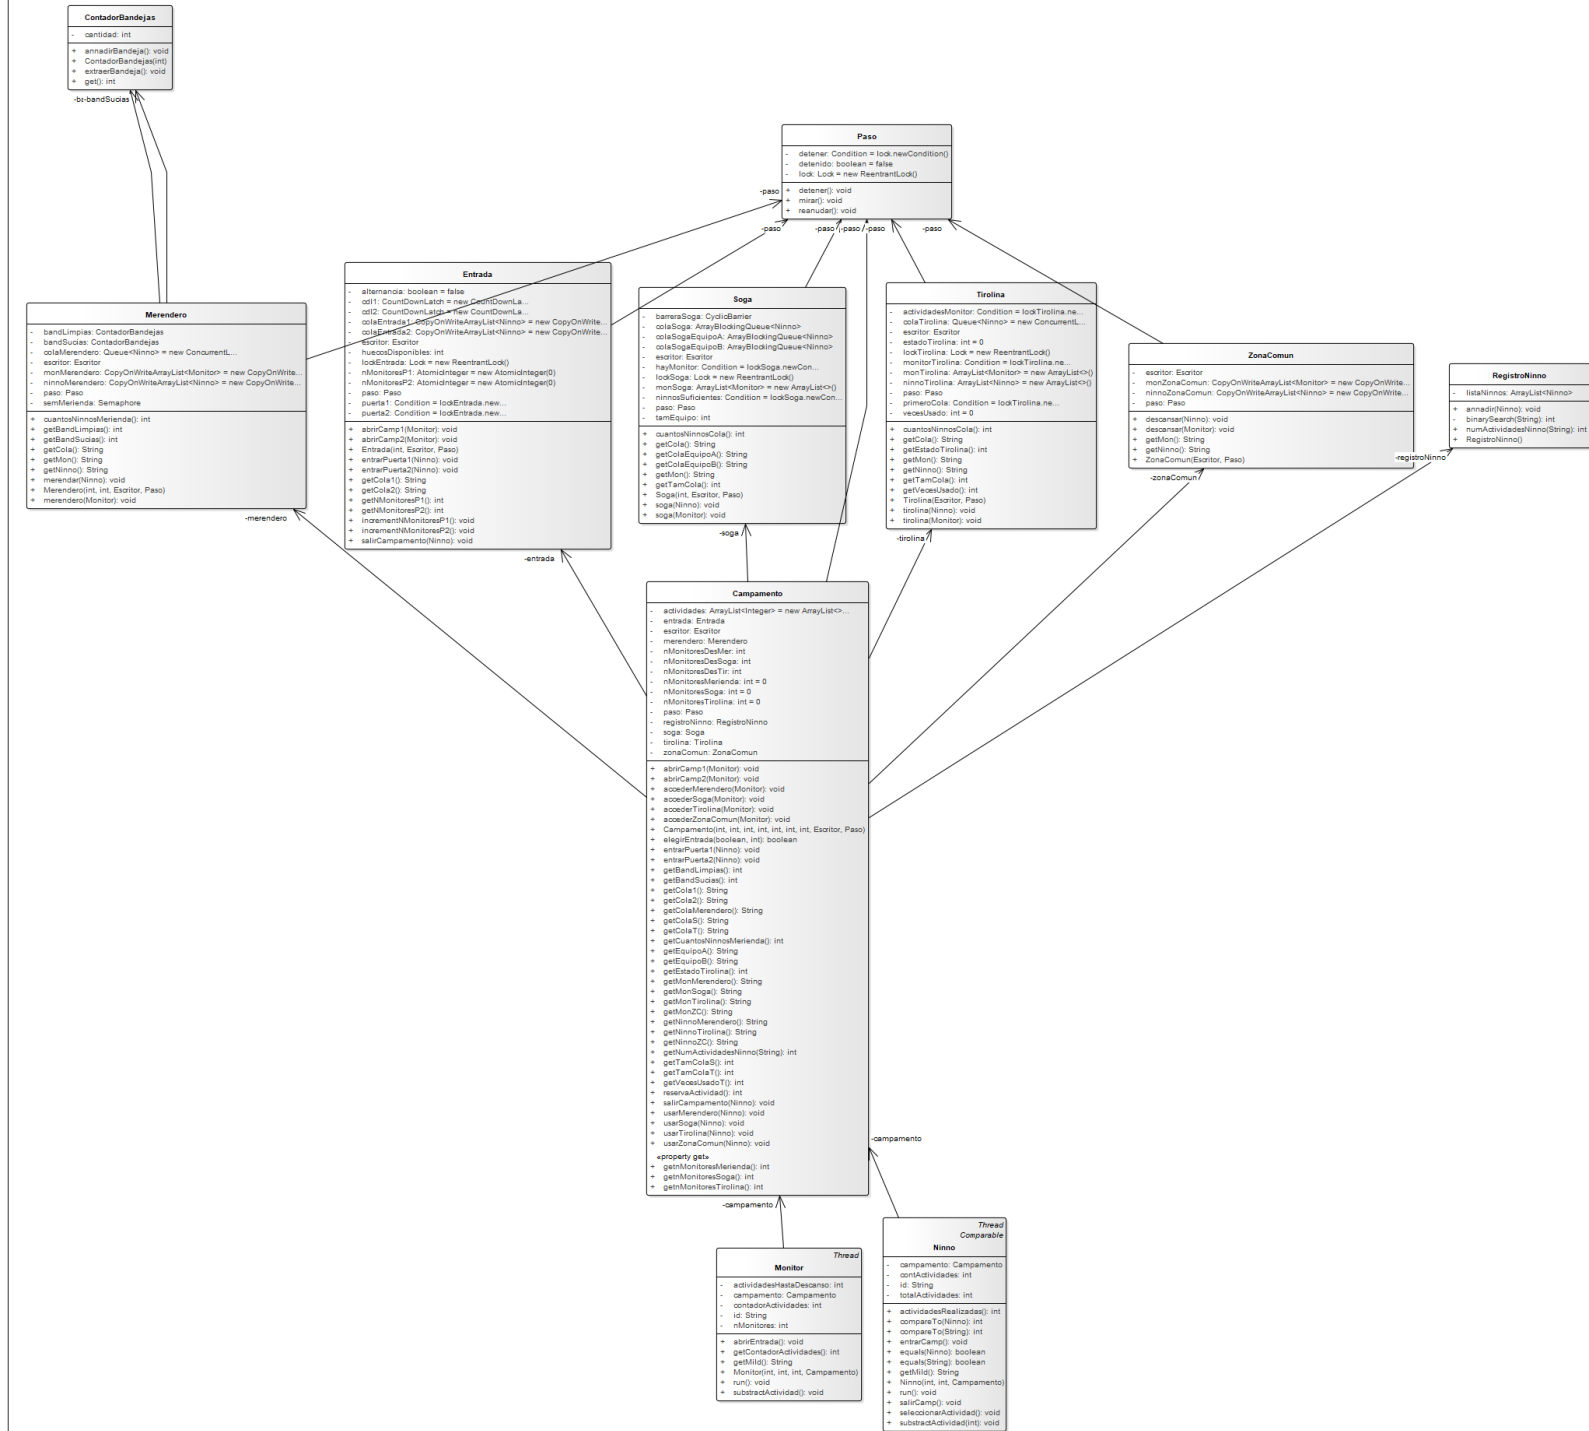 ContadorBandejas
- cantidad: int
+ annadirBandeja(): void
+ ContadorBandejas(int)
+ extraerBandeja(): void
+ get(): int
-bandSucias
Paso
- detener: Condition = lock.newCondition()
- detenido: boolean = false
- lock: Lock = new ReentrantLock()
+ detener(): void
+ mirar(): void
+ reanudar(): void
-paso
-paso
-paso
-paso
-paso
-paso
Merendero
- bandLimpias: ContadorBandejas
- bandSucias: ContadorBandejas
- colaMerendero: Queue<Ninno> = new ConcurrentL...
- escritor: Escritor
- monMerendero: CopyOnWriteArrayList<Monitor> = new CopyOnWrite...
- ninnoMerendero: CopyOnWriteArrayList<Ninno> = new CopyOnWrite...
- paso: Paso
- semMerienda: Semaphore
+ cuantosNinnosMerienda(): int
+ getBandLimpias(): int
+ getBandSucias(): int
+ getCola(): String
+ getMon(): String
+ getNinno(): String
+ merendar(Ninno): void
+ Merendero(int, int, Escritor, Paso)
+ merendero(Monitor): void
-merendero
Entrada
- alternancia: boolean = false
- cdl1: CountDownLatch = new CountDownLa...
- cdl2: CountDownLatch = new CountDownLa...
- colaEntrada1: CopyOnWriteArrayList<Ninno> = new CopyOnWrite...
- colaEntrada2: CopyOnWriteArrayList<Ninno> = new CopyOnWrite...
- escritor: Escritor
- huecosDisponibles: int
- lockEntrada: Lock = new ReentrantLock()
- nMonitoresP1: AtomicInteger = new AtomicInteger(0)
- nMonitoresP2: AtomicInteger = new AtomicInteger(0)
- paso: Paso
- puerta1: Condition = lockEntrada.new...
- puerta2: Condition = lockEntrada.new...
+ abrirCamp1(Monitor): void
+ abrirCamp2(Monitor): void
+ Entrada(int, Escritor, Paso)
+ entrarPuerta1(Ninno): void
+ entrarPuerta2(Ninno): void
+ getCola1(): String
+ getCola2(): String
+ getNMonitoresP1(): int
+ getNMonitoresP2(): int
+ incrementNMonitoresP1(): void
+ incrementNMonitoresP2(): void
+ salirCampamento(Ninno): void
-entrada
Soga
- barreraSoga: CyclicBarrier
- colaSoga: ArrayBlockingQueue<Ninno>
- colaSogaEquipoA: ArrayBlockingQueue<Ninno>
- colaSogaEquipoB: ArrayBlockingQueue<Ninno>
- escritor: Escritor
- hayMonitor: Condition = lockSoga.newCon...
- lockSoga: Lock = new ReentrantLock()
- monSoga: ArrayList<Monitor> = new ArrayList<>()
- ninnosSuficientes: Condition = lockSoga.newCon...
- paso: Paso
- tamEquipo: int
+ cuantosNinnosCola(): int
+ getCola(): String
+ getColaEquipoA(): String
+ getColaEquipoB(): String
+ getMon(): String
+ getTamCola(): int
+ Soga(int, Escritor, Paso)
+ soga(Ninno): void
+ soga(Monitor): void
-soga
Tirolina
- actividadesMonitor: Condition = lockTirolina.ne...
- colaTirolina: Queue<Ninno> = new ConcurrentL...
- escritor: Escritor
- estadoTirolina: int = 0
- lockTirolina: Lock = new ReentrantLock()
- monitorTirolina: Condition = lockTirolina.ne...
- monTirolina: ArrayList<Monitor> = new ArrayList<>()
- ninnoTirolina: ArrayList<Ninno> = new ArrayList<>()
- paso: Paso
- primeroCola: Condition = lockTirolina.ne...
- vecesUsado: int = 0
+ cuantosNinnosCola(): int
+ getCola(): String
+ getEstadoTirolina(): int
+ getMon(): String
+ getNinno(): String
+ getTamCola(): int
+ getVecesUsado(): int
+ Tirolina(Escritor, Paso)
+ tirolina(Ninno): void
+ tirolina(Monitor): void
-tirolina
ZonaComun
- escritor: Escritor
- monZonaComun: CopyOnWriteArrayList<Monitor> = new CopyOnWrite...
- ninnoZonaComun: CopyOnWriteArrayList<Ninno> = new CopyOnWrite...
- paso: Paso
+ descansar(Ninno): void
+ descansar(Monitor): void
+ getMon(): String
+ getNinno(): String
+ ZonaComun(Escritor, Paso)
-zonaComun
RegistroNinno
- listaNinnos: ArrayList<Ninno>
+ annadir(Ninno): void
- binarySearch(String): int
+ numActividadesNinno(String): int
+ RegistroNinno()
-registroNinno
Campamento
- actividades: ArrayList<Integer> = new ArrayList<>...
- entrada: Entrada
- escritor: Escritor
- merendero: Merendero
- nMonitoresDesMer: int
- nMonitoresDesSoga: int
- nMonitoresDesTir: int
- nMonitoresMerienda: int = 0
- nMonitoresSoga: int = 0
- nMonitoresTirolina: int = 0
- paso: Paso
- registroNinno: RegistroNinno
- soga: Soga
- tirolina: Tirolina
- zonaComun: ZonaComun
+ abrirCamp1(Monitor): void
+ abrirCamp2(Monitor): void
+ accederMerendero(Monitor): void
+ accederSoga(Monitor): void
+ accederTirolina(Monitor): void
+ accederZonaComun(Monitor): void
+ Campamento(int, int, int, int, int, int, int, Escritor, Paso)
+ elegirEntrada(boolean, int): boolean
+ entrarPuerta1(Ninno): void
+ entrarPuerta2(Ninno): void
+ getBandLimpias(): int
+ getBandSucias(): int
+ getCola1(): String
+ getCola2(): String
+ getColaMerendero(): String
+ getColaS(): String
+ getColaT(): String
+ getCuantosNinnosMerienda(): int
+ getEquipoA(): String
+ getEquipoB(): String
+ getEstadoTirolina(): int
+ getMonMerendero(): String
+ getMonSoga(): String
+ getMonTirolina(): String
+ getMonZC(): String
+ getNinnoMerendero(): String
+ getNinnoTirolina(): String
+ getNinnoZC(): String
+ getNumActividadesNinno(String): int
+ getTamColaS(): int
+ getTamColaT(): int
+ getVecesUsadoT(): int
+ reservaActividad(): int
+ salirCampamento(Ninno): void
+ usarMerendero(Ninno): void
+ usarSoga(Ninno): void
+ usarTirolina(Ninno): void
+ usarZonaComun(Ninno): void
«property get»
+ getnMonitoresMerienda(): int
+ getnMonitoresSoga(): int
+ getnMonitoresTirolina(): int
-campamento
-campamento
Thread
Monitor
- actividadesHastaDescanso: int
- campamento: Campamento
- contadorActividades: int
- id: String
- nMonitores: int
+ abrirEntrada(): void
+ getContadorActividades(): int
+ getMiId(): String
+ Monitor(int, int, int, Campamento)
+ run(): void
+ substractActividad(): void
Thread
Comparable
Ninno
- campamento: Campamento
- contActividades: int
- id: String
- totalActividades: int
+ actividadesRealizadas(): int
+ compareTo(Ninno): int
+ compareTo(String): int
+ entrarCamp(): void
+ equals(Ninno): boolean
+ equals(String): boolean
+ getMiId(): String
+ Ninno(int, int, Campamento)
+ run(): void
+ salirCamp(): void
+ seleccionarActividad(): void
+ substractActividad(int): void